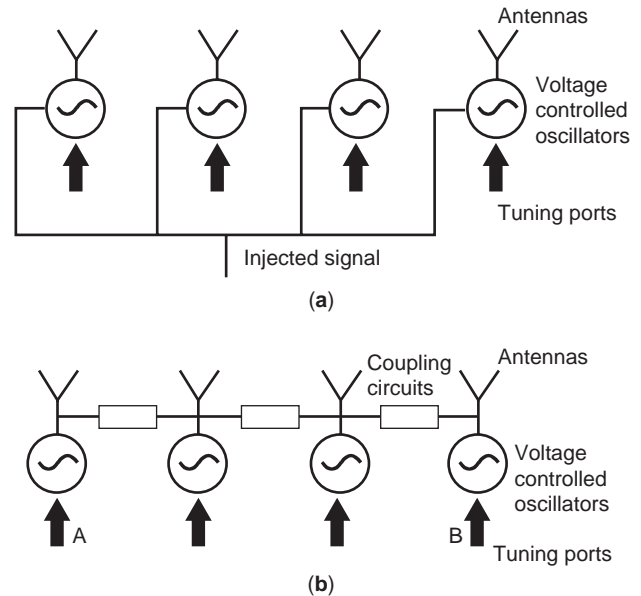 Antennas
Voltage
controlled
oscillators
Tuning ports
Injected signal
(a)
Coupling
circuits
Antennas
Voltage
controlled
oscillators
A
B
Tuning ports
(b)